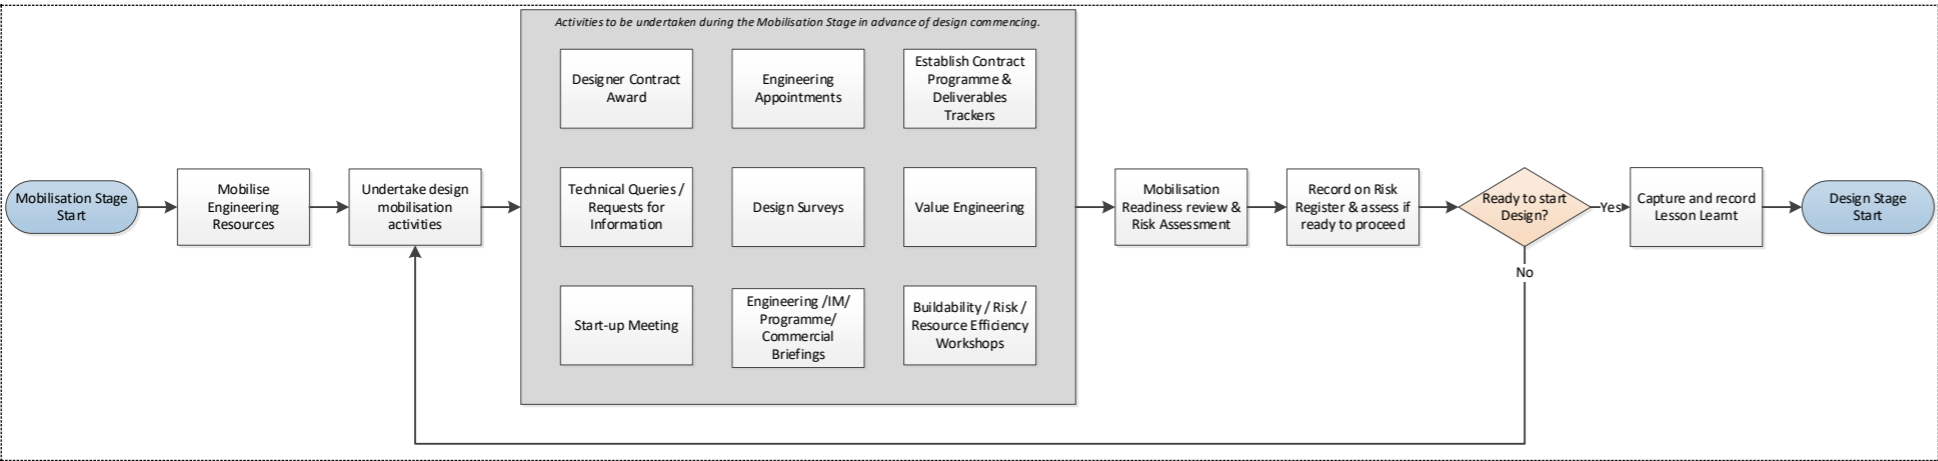 Activities to be undertaken during the Mobilisation Stage in advance of design commencing.
Mobilisation Stage
Start
Mobilise
Engineering
Resources
Undertake design
mobilisation
activities
Designer Contract
Award
Engineering
Appointments
Establish Contract
Programme &
Deliverables
Trackers
Technical Queries /
Requests for
Information
Design Surveys
Value Engineering
Start-up Meeting
Engineering /IM/
Programme/
Commercial
Briefings
Buildability / Risk /
Resource Efficiency
Workshops
Mobilisation
Readiness review &
Risk Assessment
Record on Risk
Register & assess if
ready to proceed
Ready to start
Design?
Yes
No
Capture and record
Lesson Learnt
Design Stage
Start